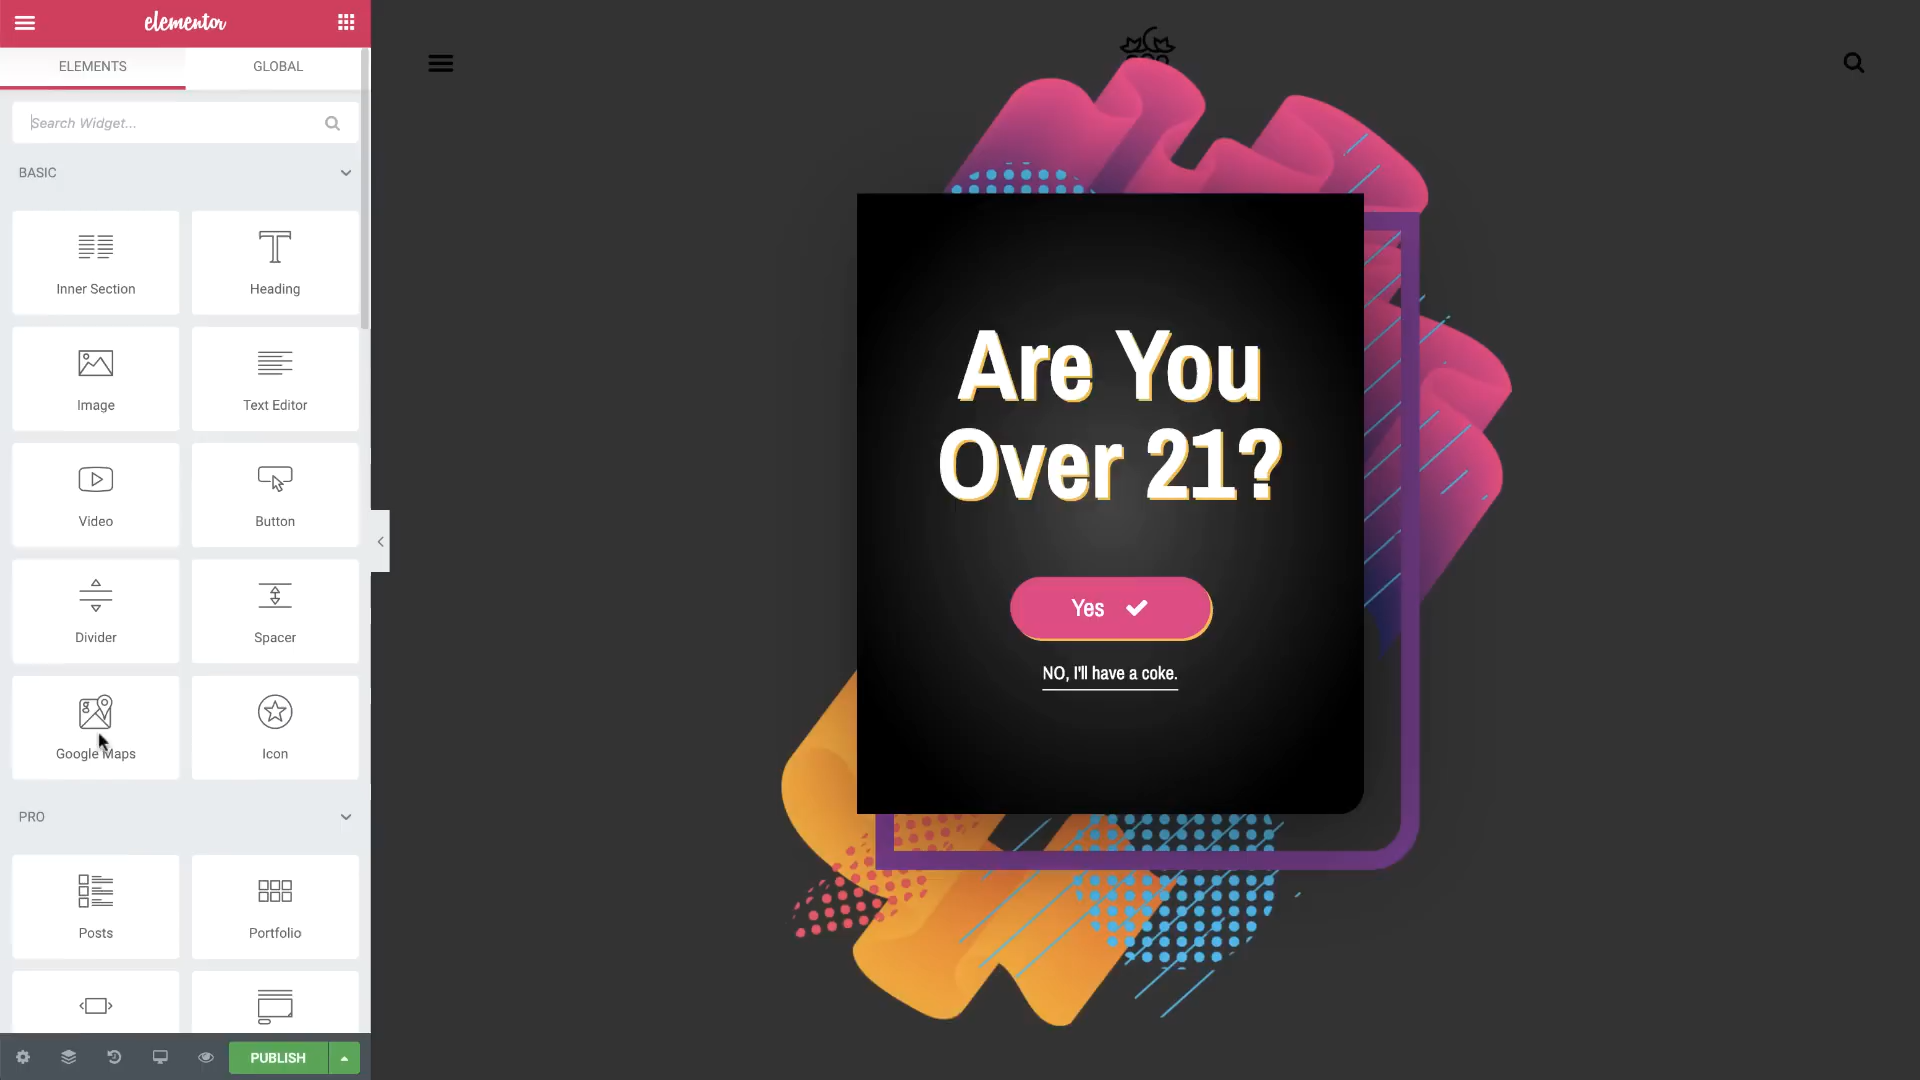 elementor
ELEMENTS
GLOBAL
Search Widget...
BASIC
Inner Section
Heading
Image
Text Editor
Video
Button
Divider
Spacer
Google Maps
Icon
PRO
Posts
Portfolio
PUBLISH
Are You
Over 21?
Yes
NO, I'll have a coke.